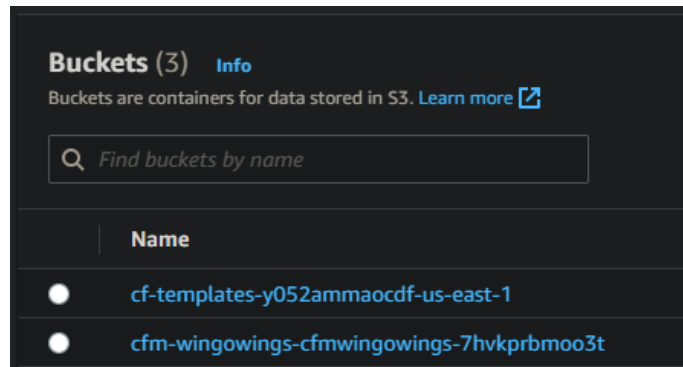 Buckets (3) Info
Buckets are containers for data stored in S3. Learn more
Find buckets by name
Name
cf-templates-y052ammaocdf-us-east-1
cfm-wingowings-cfmwingowings-7hvkprbmoo3t